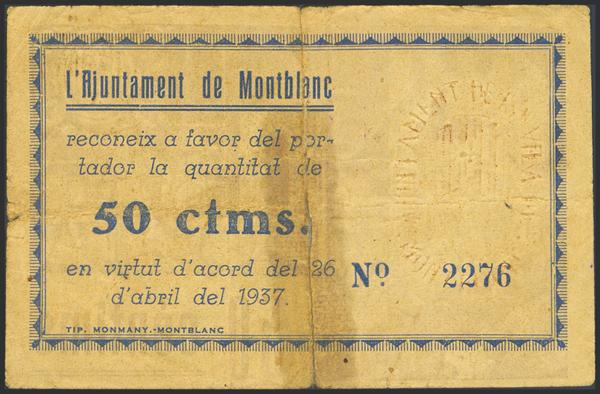 L'Ajuntament de Montblanc
reconeix a favor del por-
tador la quantitat de
50 ctms.
en virtut d'acord del 26
d'abril del 1937.
Nº 2276
TIP. MONMANY.-MONTBLANC